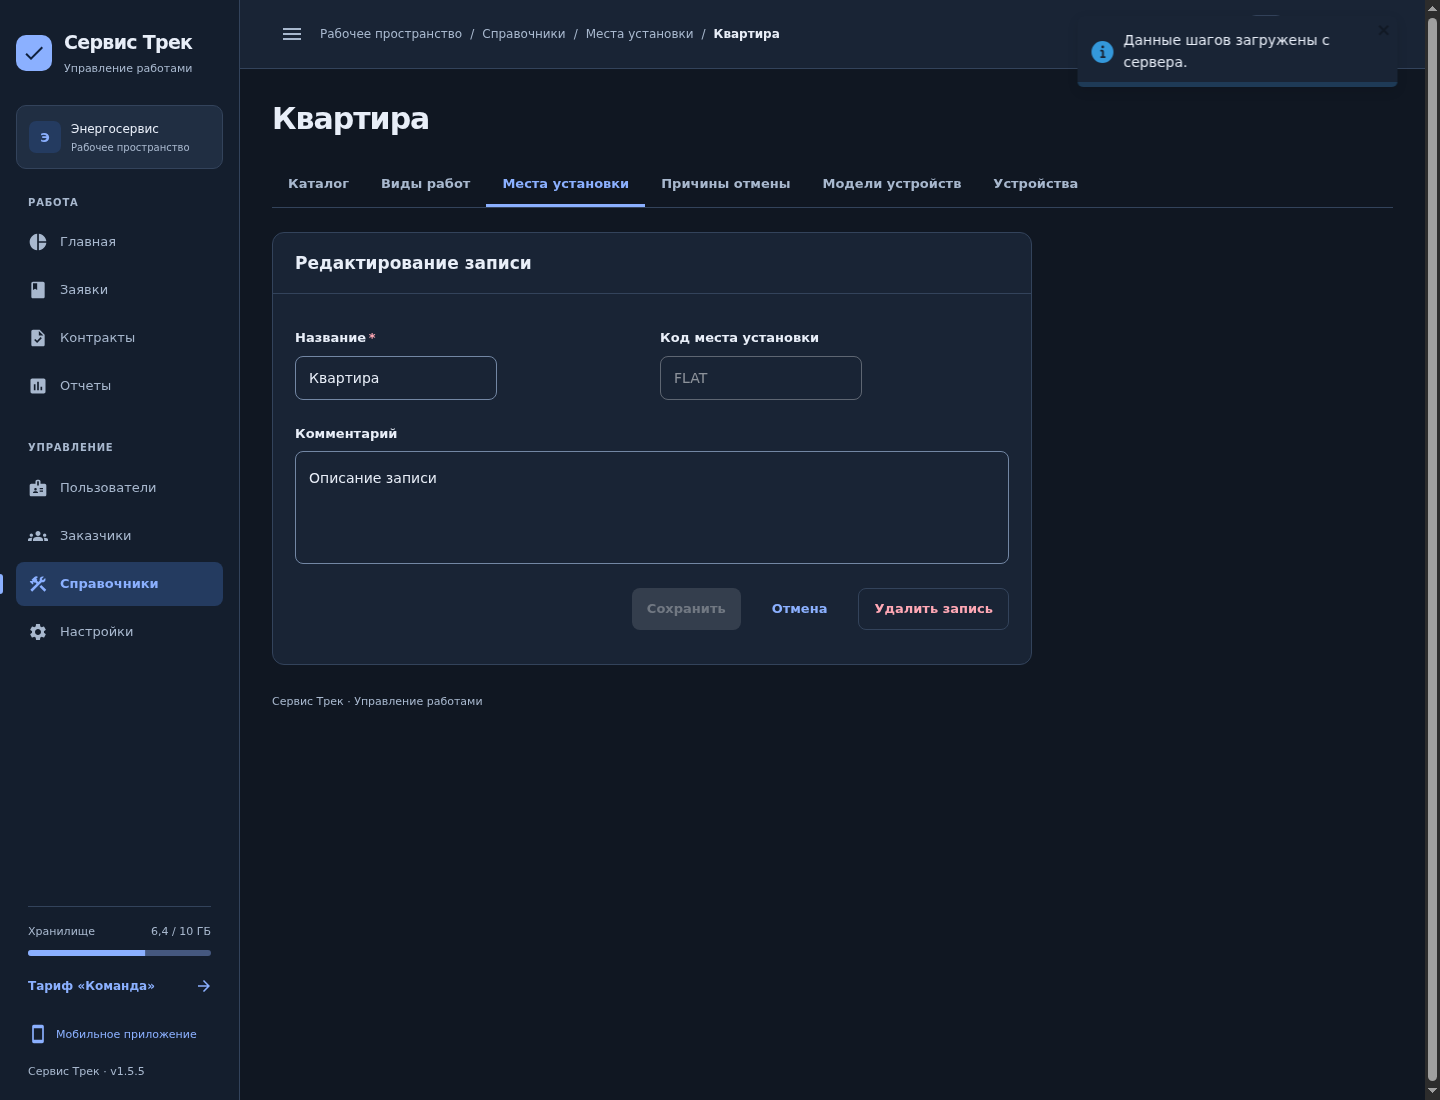 Сервис Трек
Управление работами
Э
Энергосервис
Рабочее пространство
РАБОТА
Главная
Заявки
Контракты
Отчеты
УПРАВЛЕНИЕ
Пользователи
Заказчики
Справочники
Настройки
Хранилище 6,4 / 10 ГБ
Тариф «Команда»
Мобильное приложение
Сервис Трек · v1.5.5
Рабочее пространство / Справочники / Места установки / Квартира
Данные шагов загружены с
сервера.
Квартира
Каталог Виды работ Места установки Причины отмены Модели устройств Устройства
Редактирование записи
Название * Код места установки
Квартира FLAT
Комментарий
Описание записи
Сохранить Отмена Удалить запись
Сервис Трек · Управление работами